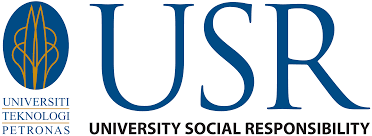 UNIVERSITI
TEKNOLOGI
PETRONAS
USR
UNIVERSITY SOCIAL RESPONSIBILITY